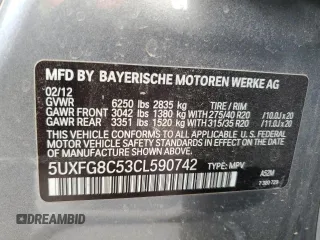 MFD BY BAYERISCHE MOTOREN WERKE AG
02/12
GVWR 6250 lbs 2835 kg TIRE / RIM
GAWR FRONT 3042 lbs 1380 kg WITH 275/40 R20 / 10.0J x 20
GAWR REAR 3351 lbs 1520 kg WITH 315/35 R20 / 11.0J x 20
THIS VEHICLE CONFORMS TO ALL APPLICABLE U.S. FEDERAL
MOTOR VEHICLE SAFETY STANDARDS IN EFFECT ON THE DATE
OF MANUFACTURE SHOWN ABOVE.
5UXFG8C53CL590742 TYPE: MPV
DREAMBID